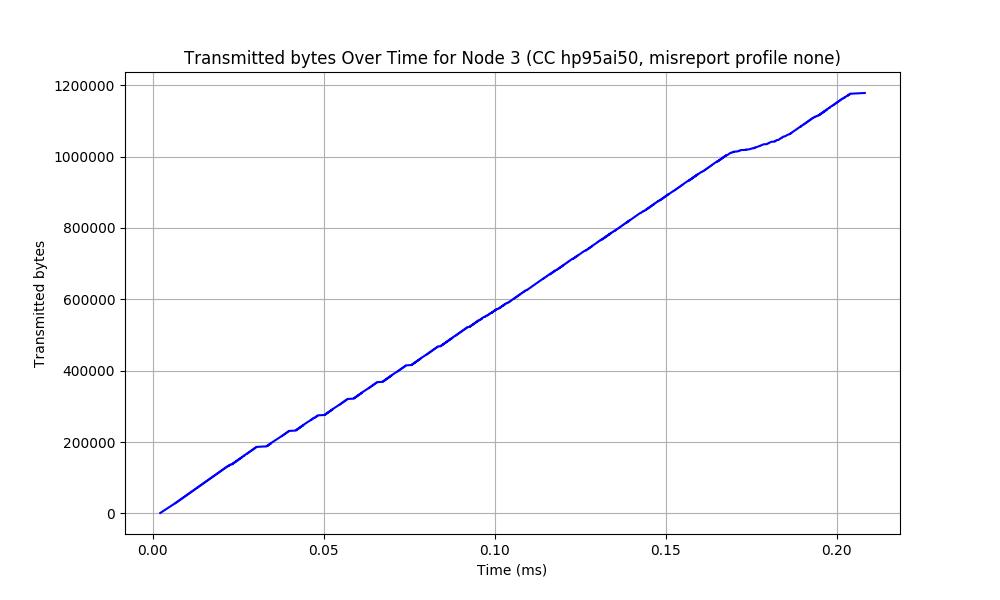 Transmitted bytes Over Time for Node 3 (CC hp95ai50, misreport profile none)
1200000
1000000
800000
600000
400000
200000
0
Transmitted bytes
0.00 0.05 0.10 0.15 0.20
Time (ms)